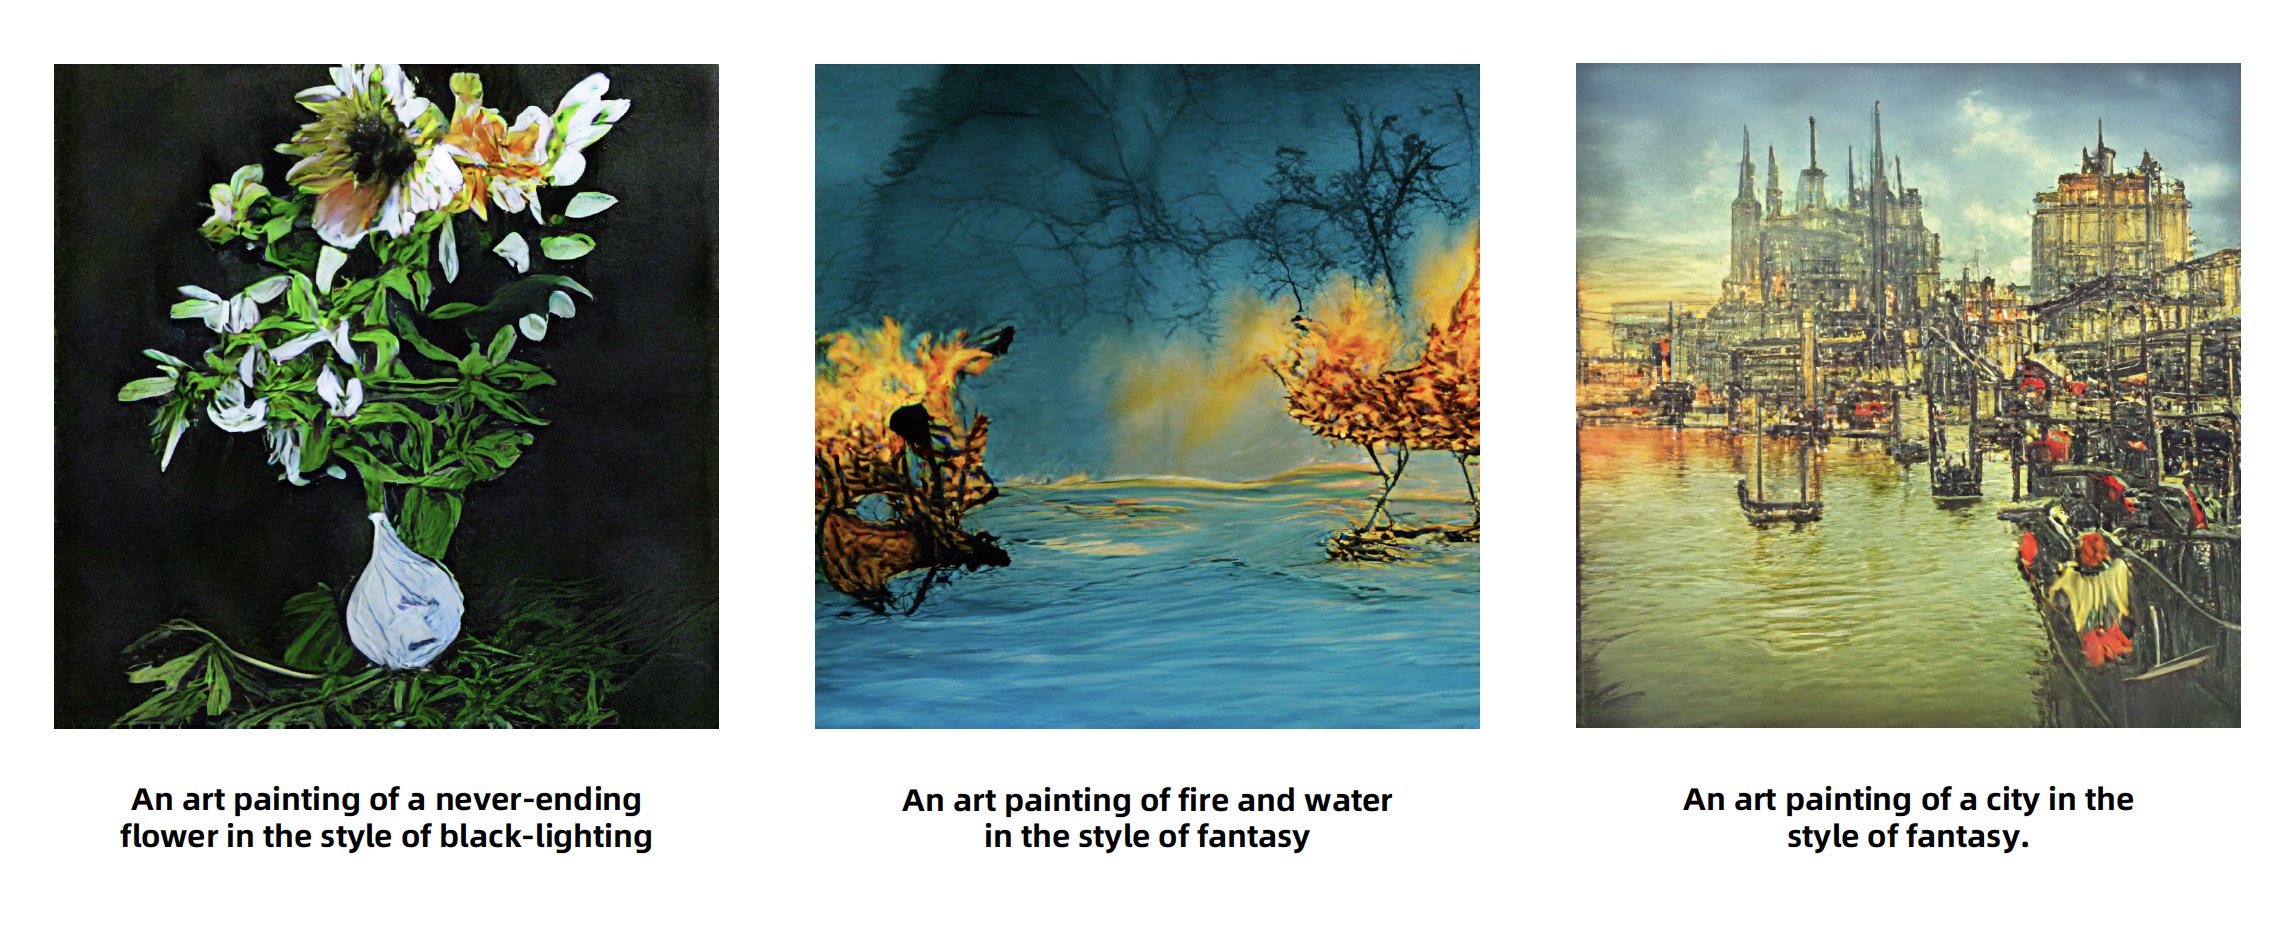 An art painting of a never-ending
flower in the style of black-lighting
An art painting of fire and water
in the style of fantasy
An art painting of a city in the
style of fantasy.